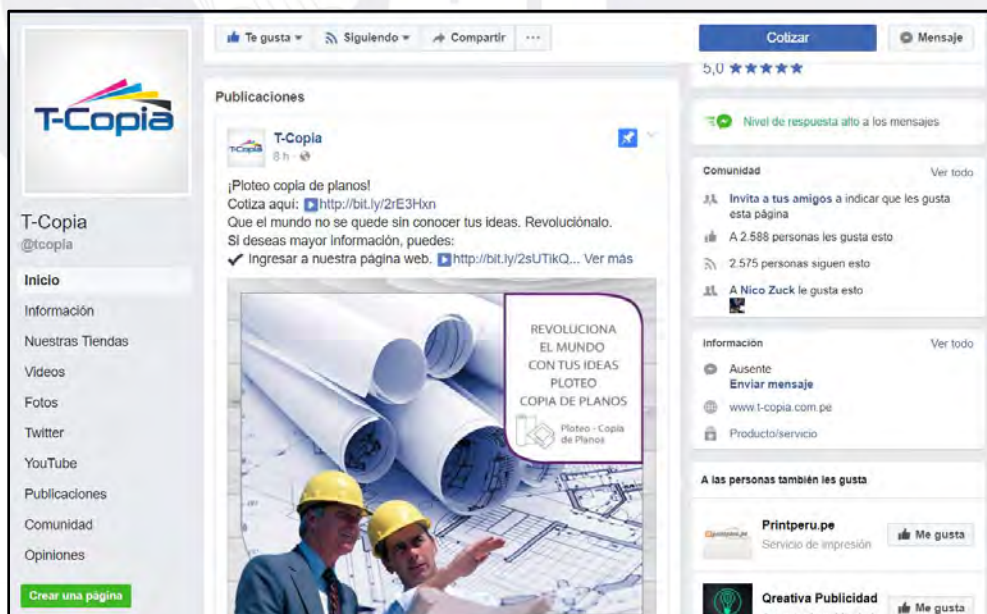 T-Copia
T-Copia
@tcopia
Inicio
Información
Nuestras Tiendas
Videos
Fotos
Twitter
YouTube
Publicaciones
Comunidad
Opiniones
Crear una página
Te gusta Siguiendo Compartir ...
Publicaciones
T-Copia
T-Copia
8 h ·
¡Ploteo copia de planos!
Cotiza aquí: http://bit.ly/2rE3Hxn
Que el mundo no se quede sin conocer tus ideas. Revoluciónalo.
Si deseas mayor información, puedes:
✔ Ingresar a nuestra página web. http://bit.ly/2sUTikQ... Ver más
REVOLUCIONA
EL MUNDO
CON TUS IDEAS
PLOTEO
COPIA DE PLANOS
Ploteo - Copia
de Planos
Cotizar Mensaje
5,0 ★★★★★
Nivel de respuesta alto a los mensajes
Comunidad Ver todo
Invita a tus amigos a indicar que les gusta
esta página
A 2.588 personas les gusta esto
2.575 personas siguen esto
A Nico Zuck le gusta esto
Información Ver todo
Ausente
Enviar mensaje
www.t-copia.com.pe
Producto/servicio
A las personas también les gusta
Printperu.pe
Servicio de impresión
Me gusta
Qreativa Publicidad
Me gusta